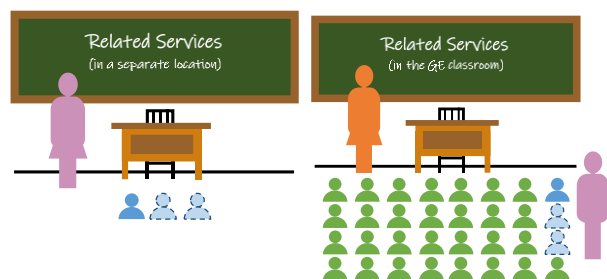 Related Services
(in a separate location)
Related Services
(in the GE classroom)